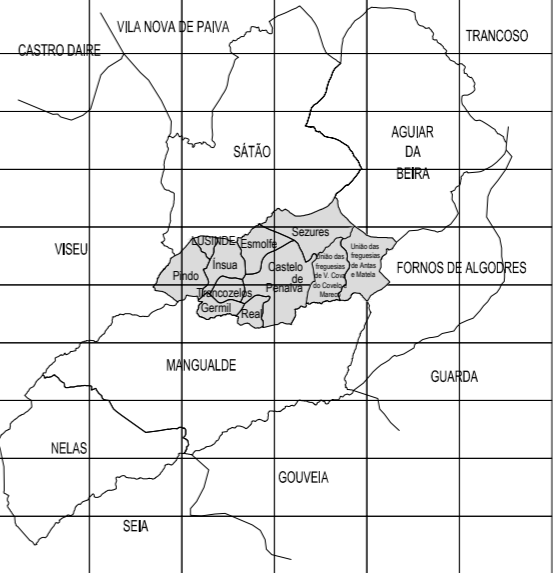 VILA NOVA DE PAIVA
TRANCOSO
CASTRO DAIRE
AGUIAR
DA
BEIRA
SÁTÃO
VISEU
LUSINDE
Esmolfe
Sezures
Ínsua
Pindo
Castelo
de
Penalva
União das
freguesias
de V. Cova
do Covelo e
Mareco
União das
freguesias
de Antas
e Matela
FORNOS DE ALGODRES
Trancozelos
Germil
Real
MANGUALDE
GUARDA
NELAS
GOUVEIA
SEIA